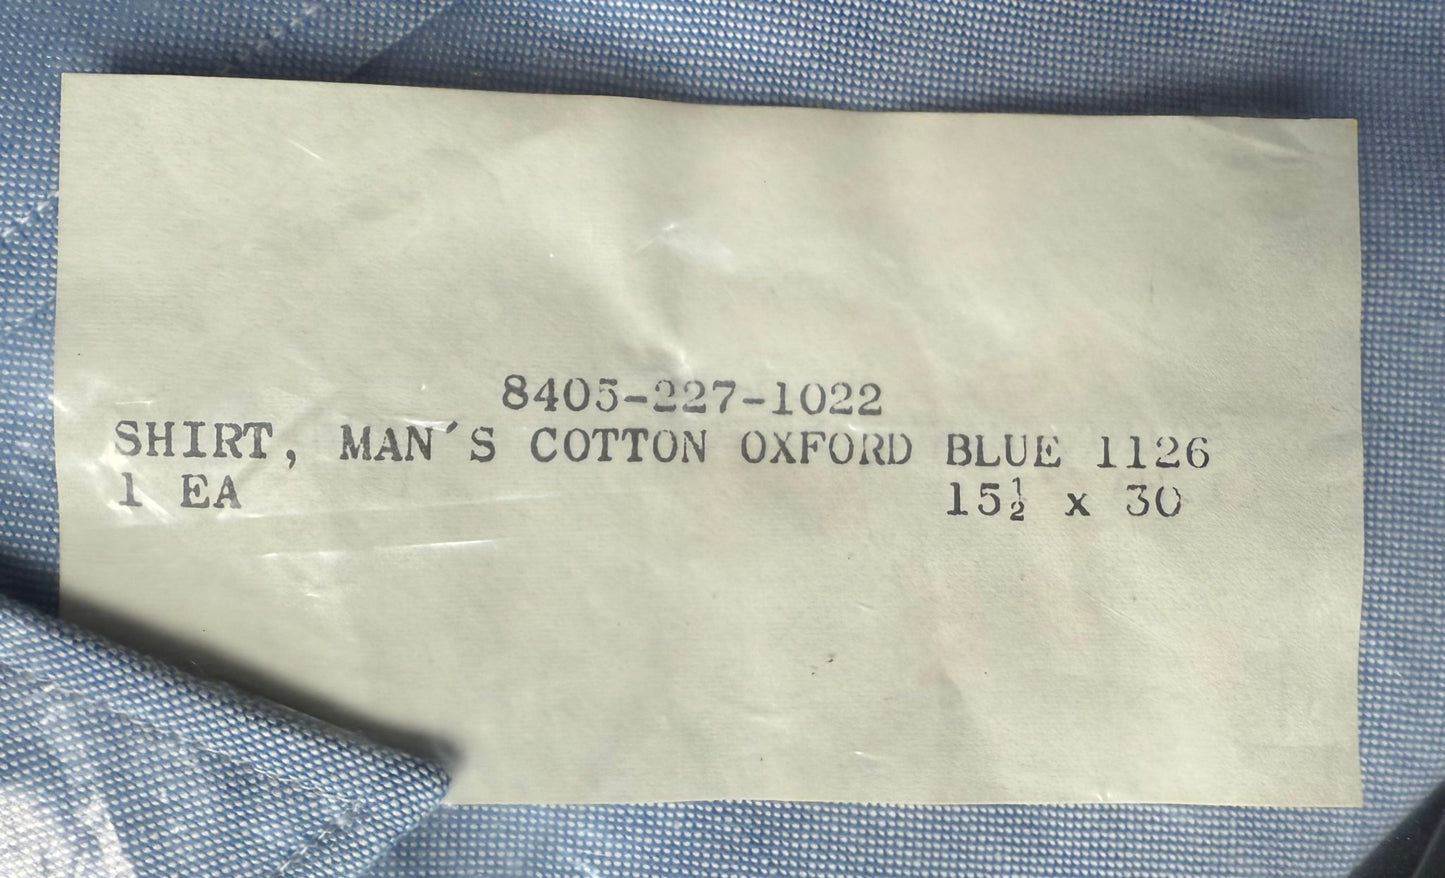 8405-227-1022
SHIRT, MAN´S COTTON OXFORD BLUE 1126
1 EA 15½ x 30